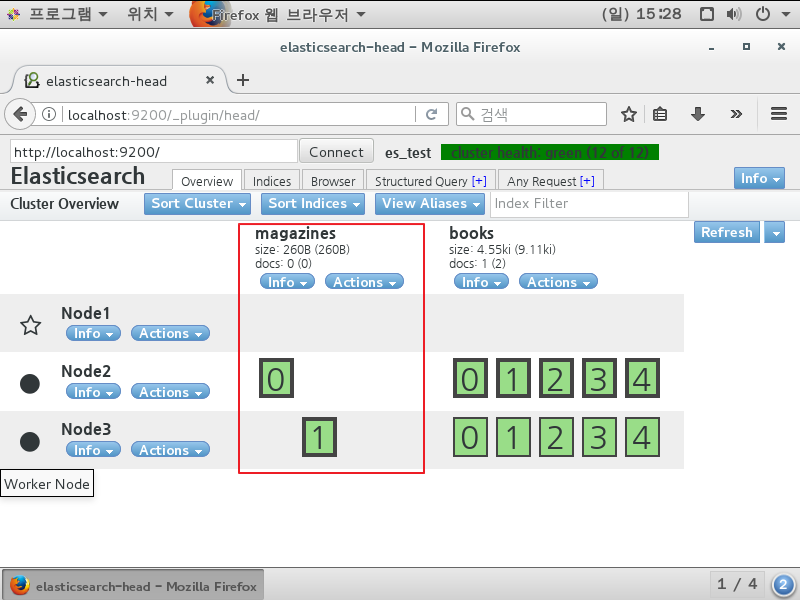 프로그램 위치 Firefox 웹 브라우저 (일) 15:28
elasticsearch-head - Mozilla Firefox
elasticsearch-head
localhost:9200/_plugin/head/ 검색
http://localhost:9200/ Connect es_test cluster health: green (12 of 12)
Elasticsearch Overview Indices Browser Structured Query [+] Any Request [+] Info
Cluster Overview Sort Cluster Sort Indices View Aliases Index Filter
Refresh
magazines books
size: 260B (260B) size: 4.55ki (9.11ki)
docs: 0 (0) docs: 1 (2)
Info Actions Info Actions
Node1
Info Actions
Node2
Info Actions
0 0 1 2 3 4
Node3
Info Actions
1 0 1 2 3 4
Worker Node
elasticsearch-head - Mozilla Firefox 1 / 4 2